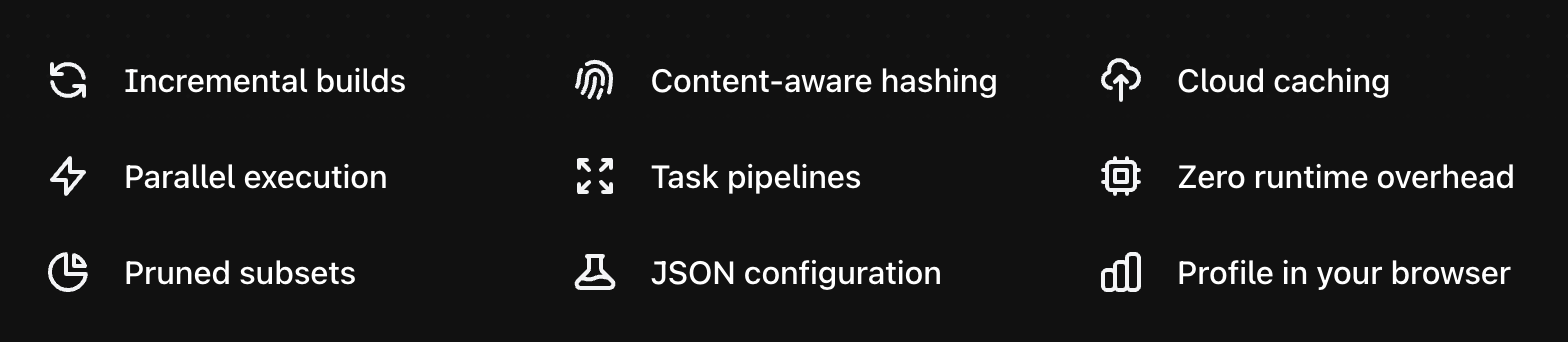 Incremental builds
Content-aware hashing
Cloud caching
Parallel execution
Task pipelines
Zero runtime overhead
Pruned subsets
JSON configuration
Profile in your browser